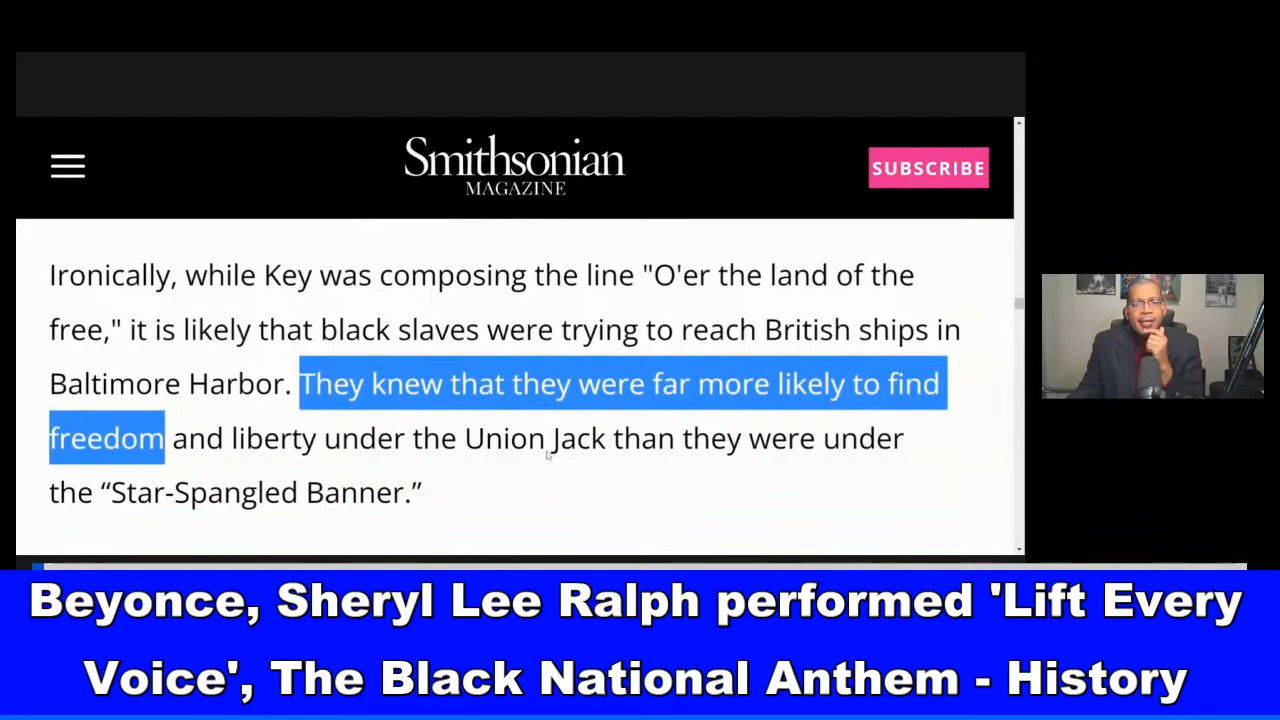 Smithsonian
MAGAZINE
SUBSCRIBE
Ironically, while Key was composing the line "O'er the land of the
free," it is likely that black slaves were trying to reach British ships in
Baltimore Harbor. They knew that they were far more likely to find
freedom and liberty under the Union Jack than they were under
the “Star-Spangled Banner.”
Beyonce, Sheryl Lee Ralph performed 'Lift Every
Voice', The Black National Anthem - History